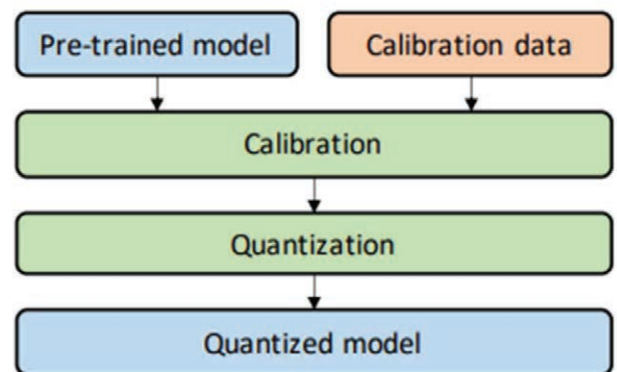 Pre-trained model
Calibration data
Calibration
Quantization
Quantized model